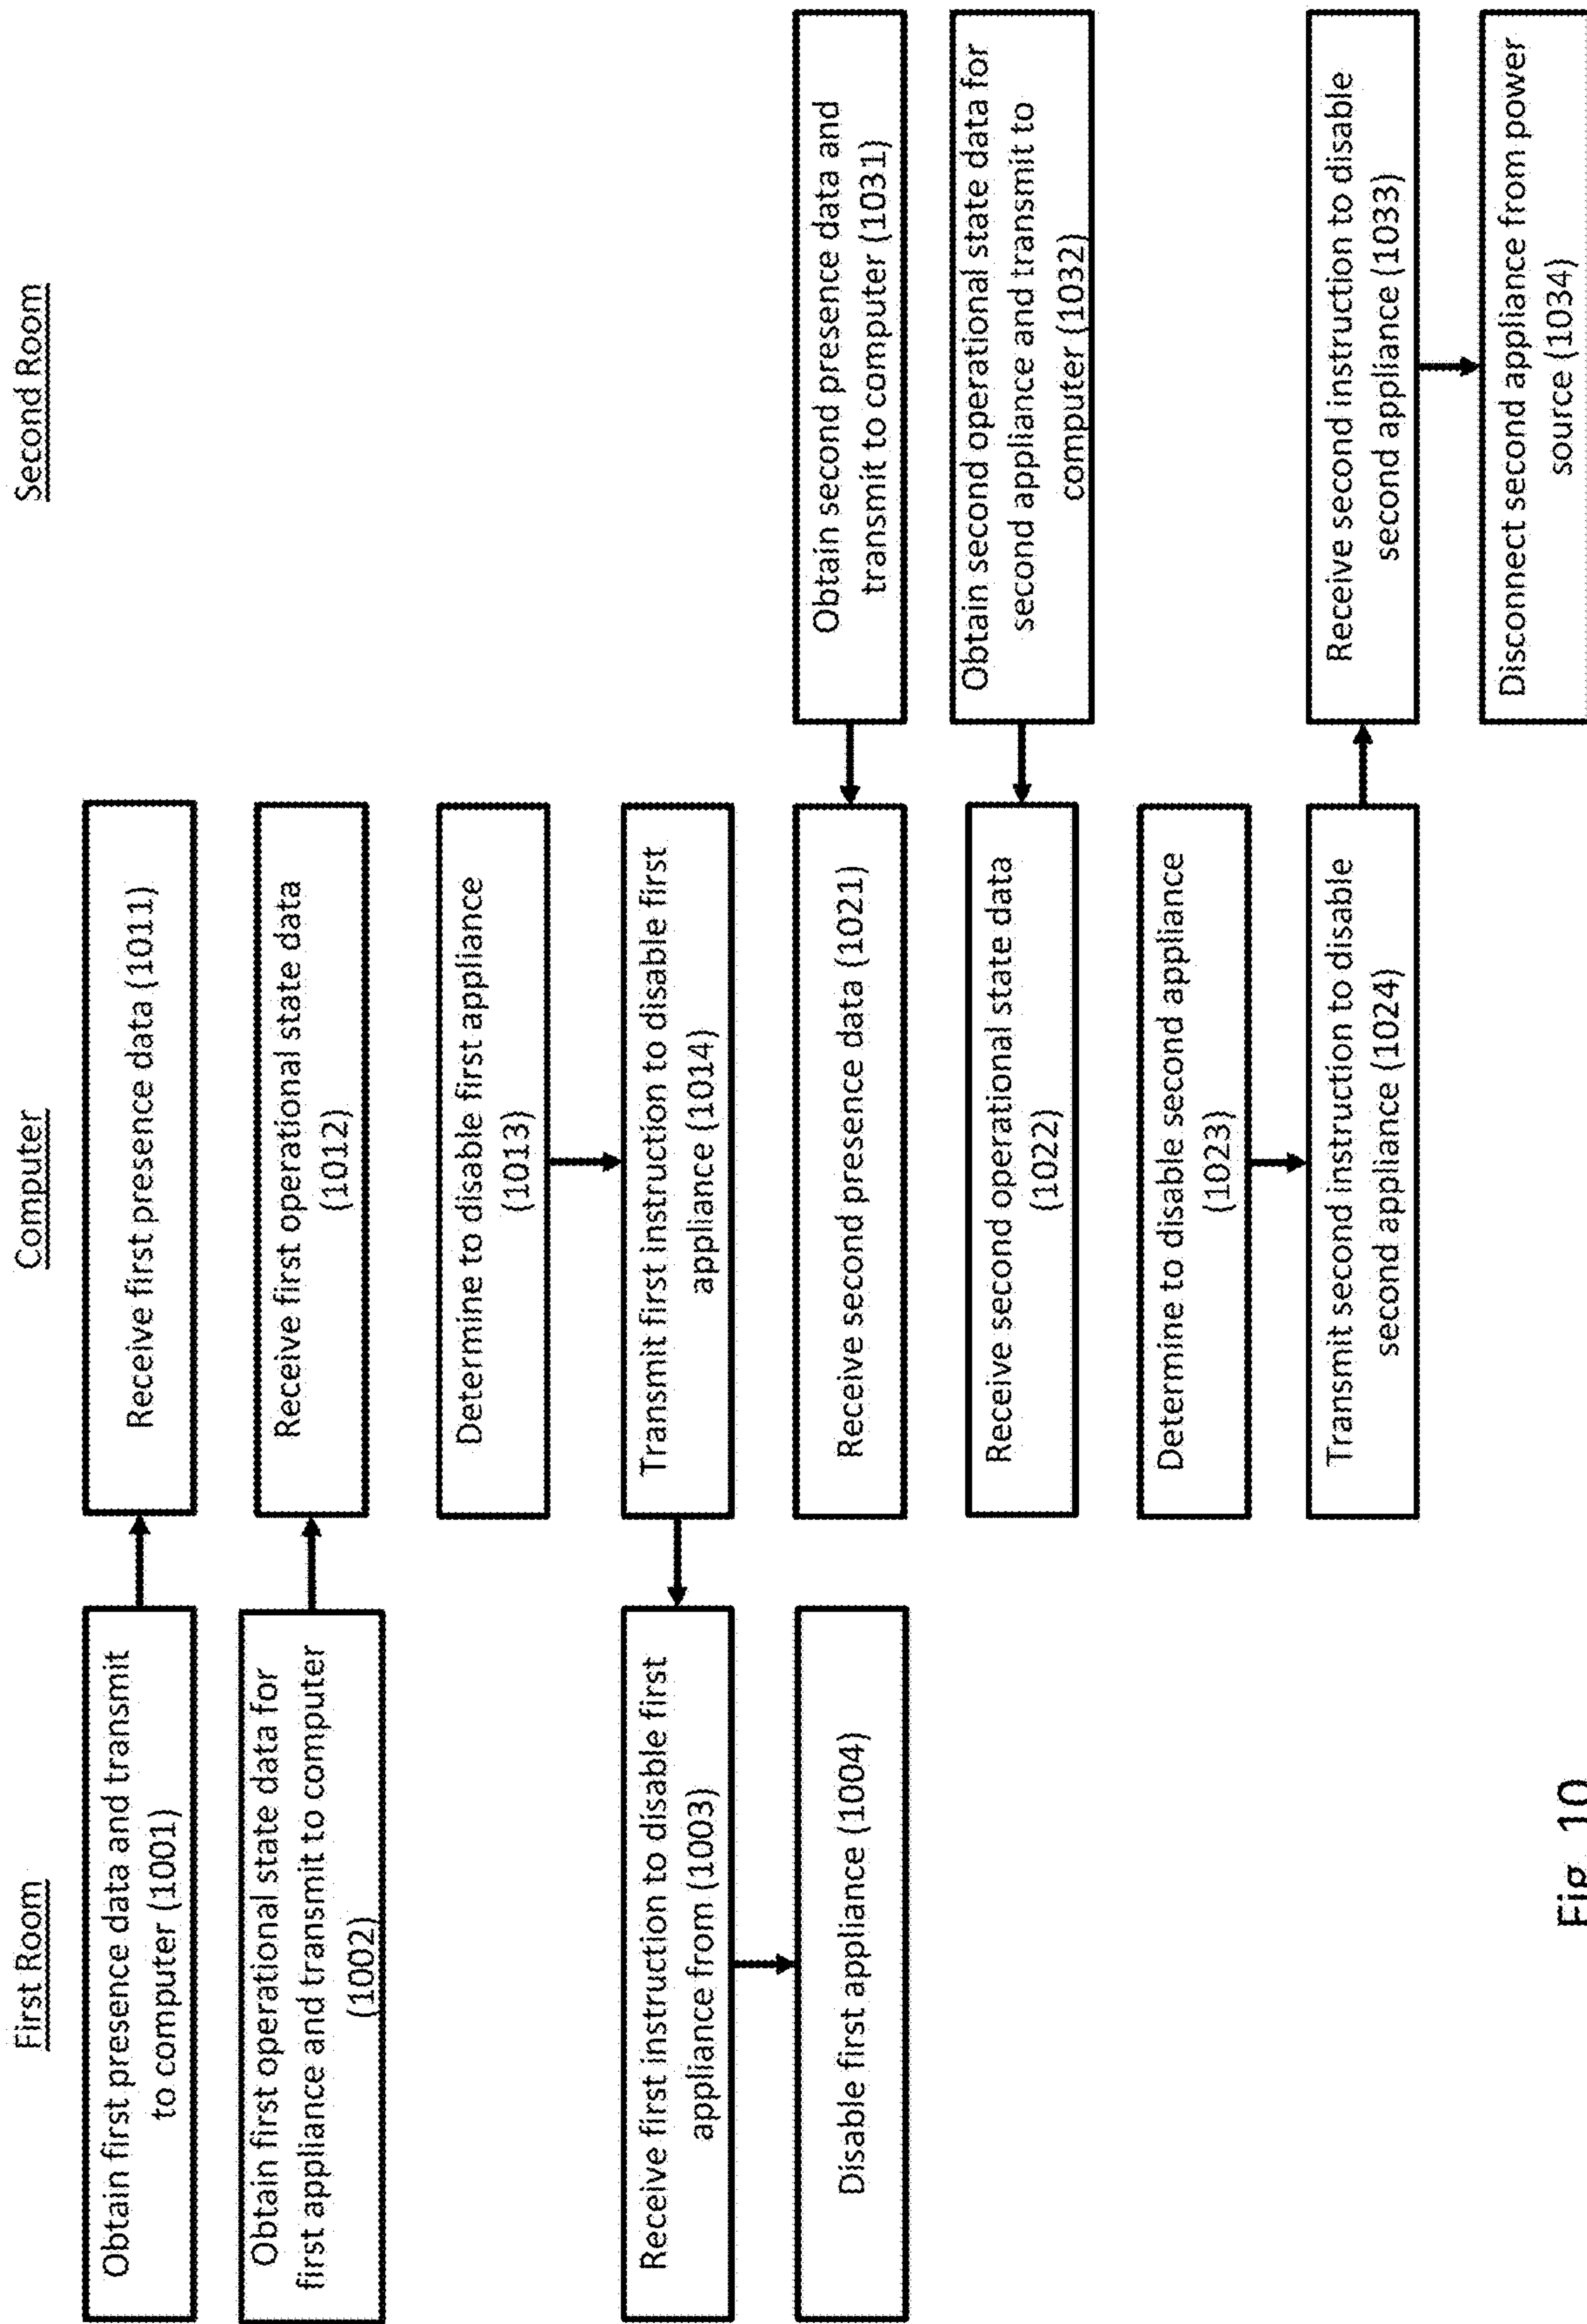 First Room
Computer
Second Room
Obtain first presence data and transmit
to computer (1001)
Receive first presence data (1011)
Obtain first operational state data for
first appliance and transmit to computer
(1002)
Receive first operational state data
(1012)
Determine to disable first appliance
(1013)
Receive first instruction to disable first
appliance from (1003)
Transmit first instruction to disable first
appliance (1014)
Disable first appliance (1004)
Receive second presence data (1021)
Obtain second presence data and
transmit to computer (1031)
Receive second operational state data
(1022)
Obtain second operational state data for
second appliance and transmit to
computer (1032)
Determine to disable second appliance
(1023)
Transmit second instruction to disable
second appliance (1024)
Receive second instruction to disable
second appliance (1033)
Disconnect second appliance from power
source (1034)
Fig. 10